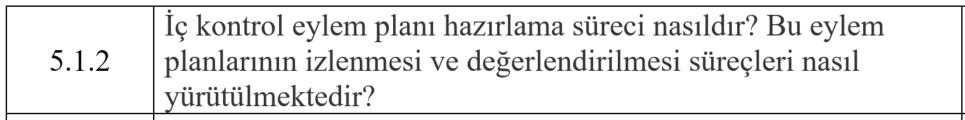 5.1.2
İç kontrol eylem planı hazırlama süreci nasıldır? Bu eylem
planlarının izlenmesi ve değerlendirilmesi süreçleri nasıl
yürütülmektedir?